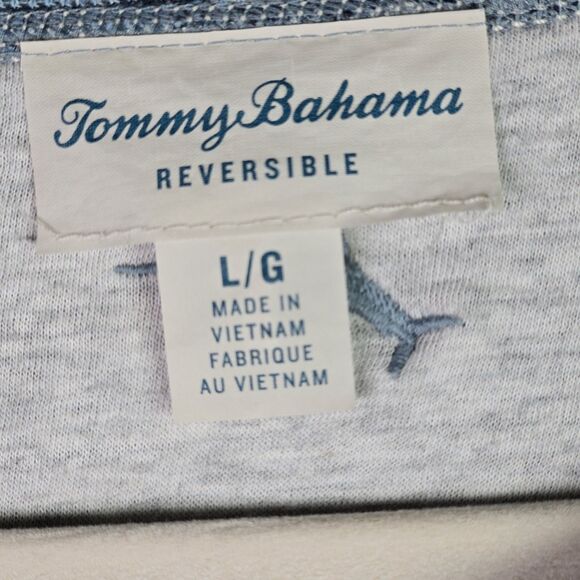 Tommy Bahama
REVERSIBLE
L/G
MADE IN
VIETNAM
FABRIQUE
AU VIETNAM